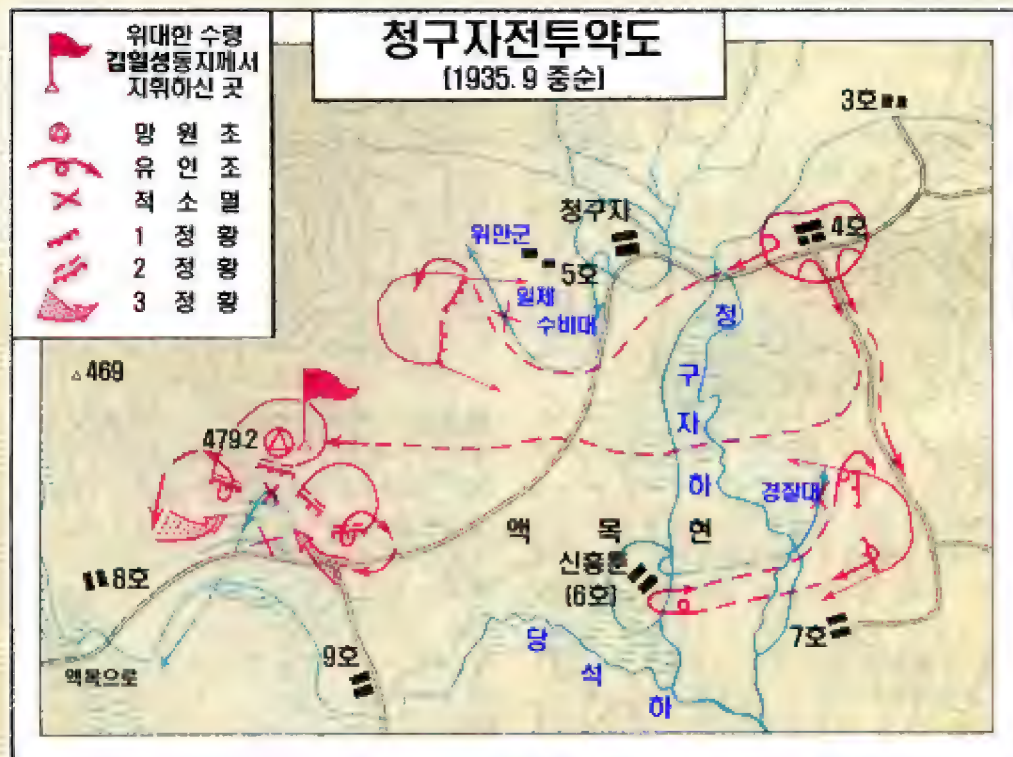 위대한 수령
김일성동지께서
지휘하신 곳
망 원 초
유 인 조
적 소 멸
1 정 황
2 정 황
3 정 황
청구자전투약도
(1935. 9 중순)
3호
청구자
4호
위만군
5호
일제
수비대
청
구
자
하
469
479.2
경찰대
액 목 현
신흥툰
(6호)
8호
7호
9호
당
석
하
액목으로